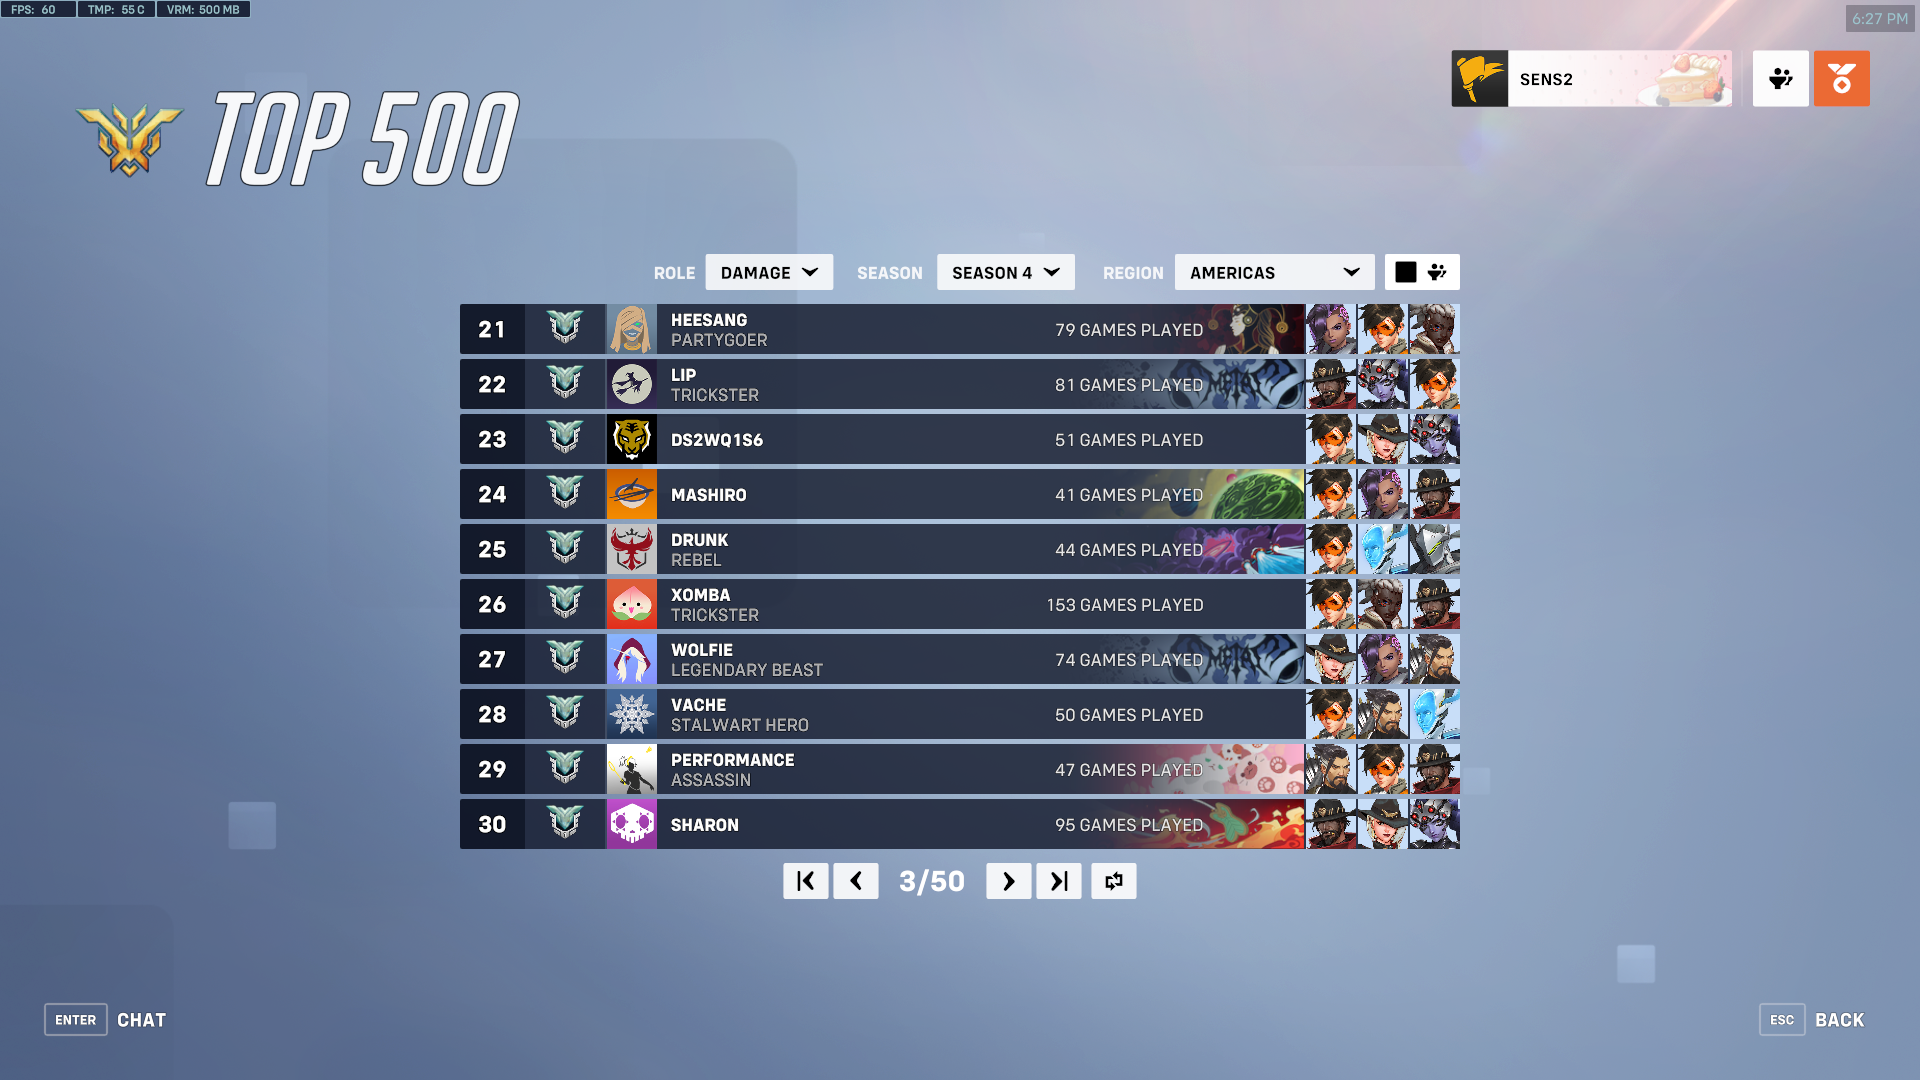 FPS: 60 TMP: 55 C VRM: 500 MB
6:27 PM
SENS2
TOP 500
ROLE DAMAGE SEASON SEASON 4 REGION AMERICAS
21 HEESANG PARTYGOER 79 GAMES PLAYED
22 LIP TRICKSTER 81 GAMES PLAYED METAL
23 DS2WQ1S6 51 GAMES PLAYED
24 MASHIRO 41 GAMES PLAYED
25 DRUNK REBEL 44 GAMES PLAYED
26 XOMBA TRICKSTER 153 GAMES PLAYED
27 WOLFIE LEGENDARY BEAST 74 GAMES PLAYED METAL
28 VACHE STALWART HERO 50 GAMES PLAYED
29 PERFORMANCE ASSASSIN 47 GAMES PLAYED
30 SHARON 95 GAMES PLAYED
3/50
ENTER CHAT
ESC BACK